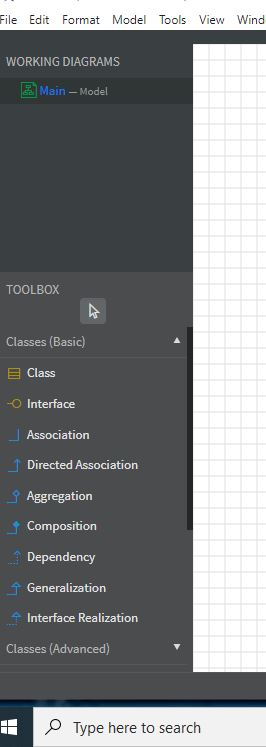 File Edit Format Model Tools View Wind
WORKING DIAGRAMS
Main — Model
TOOLBOX
Classes (Basic)
Class
Interface
Association
Directed Association
Aggregation
Composition
Dependency
Generalization
Interface Realization
Classes (Advanced)
Type here to search